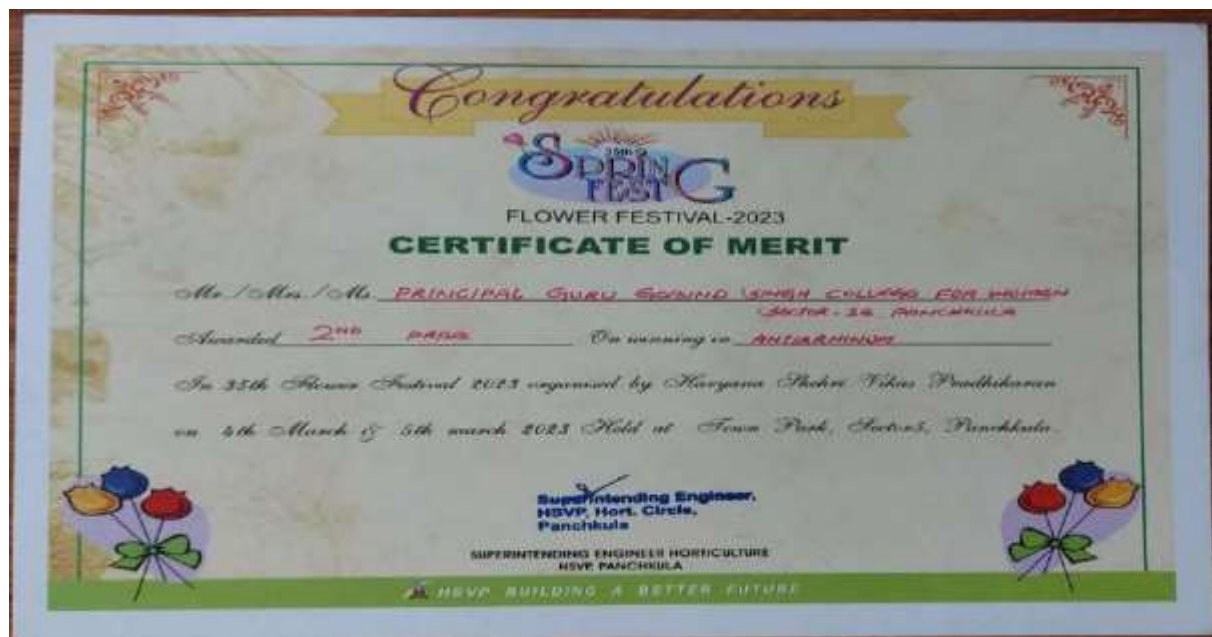 Congratulations
35th
SPRING
FEST
FLOWER FESTIVAL-2023
CERTIFICATE OF MERIT
Mr./Mrs./Ms. PRINCIPAL GURU GOBIND SINGH COLLEGE FOR WOMEN
SECTOR-26 PANCHKULA
Awarded 2ND On winning in ANTIRRHINUM
In 35th Flower Festival 2023 organised by Haryana Shehri Vikas Pradhikaran
on 4th March & 5th march 2023 Held at Town Park, Sector5, Panchkula.
Superintending Engineer,
HSVP, Hort. Circle,
Panchkula
SUPERINTENDING ENGINEER HORTICULTURE
HSVP, PANCHKULA
HSVP BUILDING A BETTER FUTURE